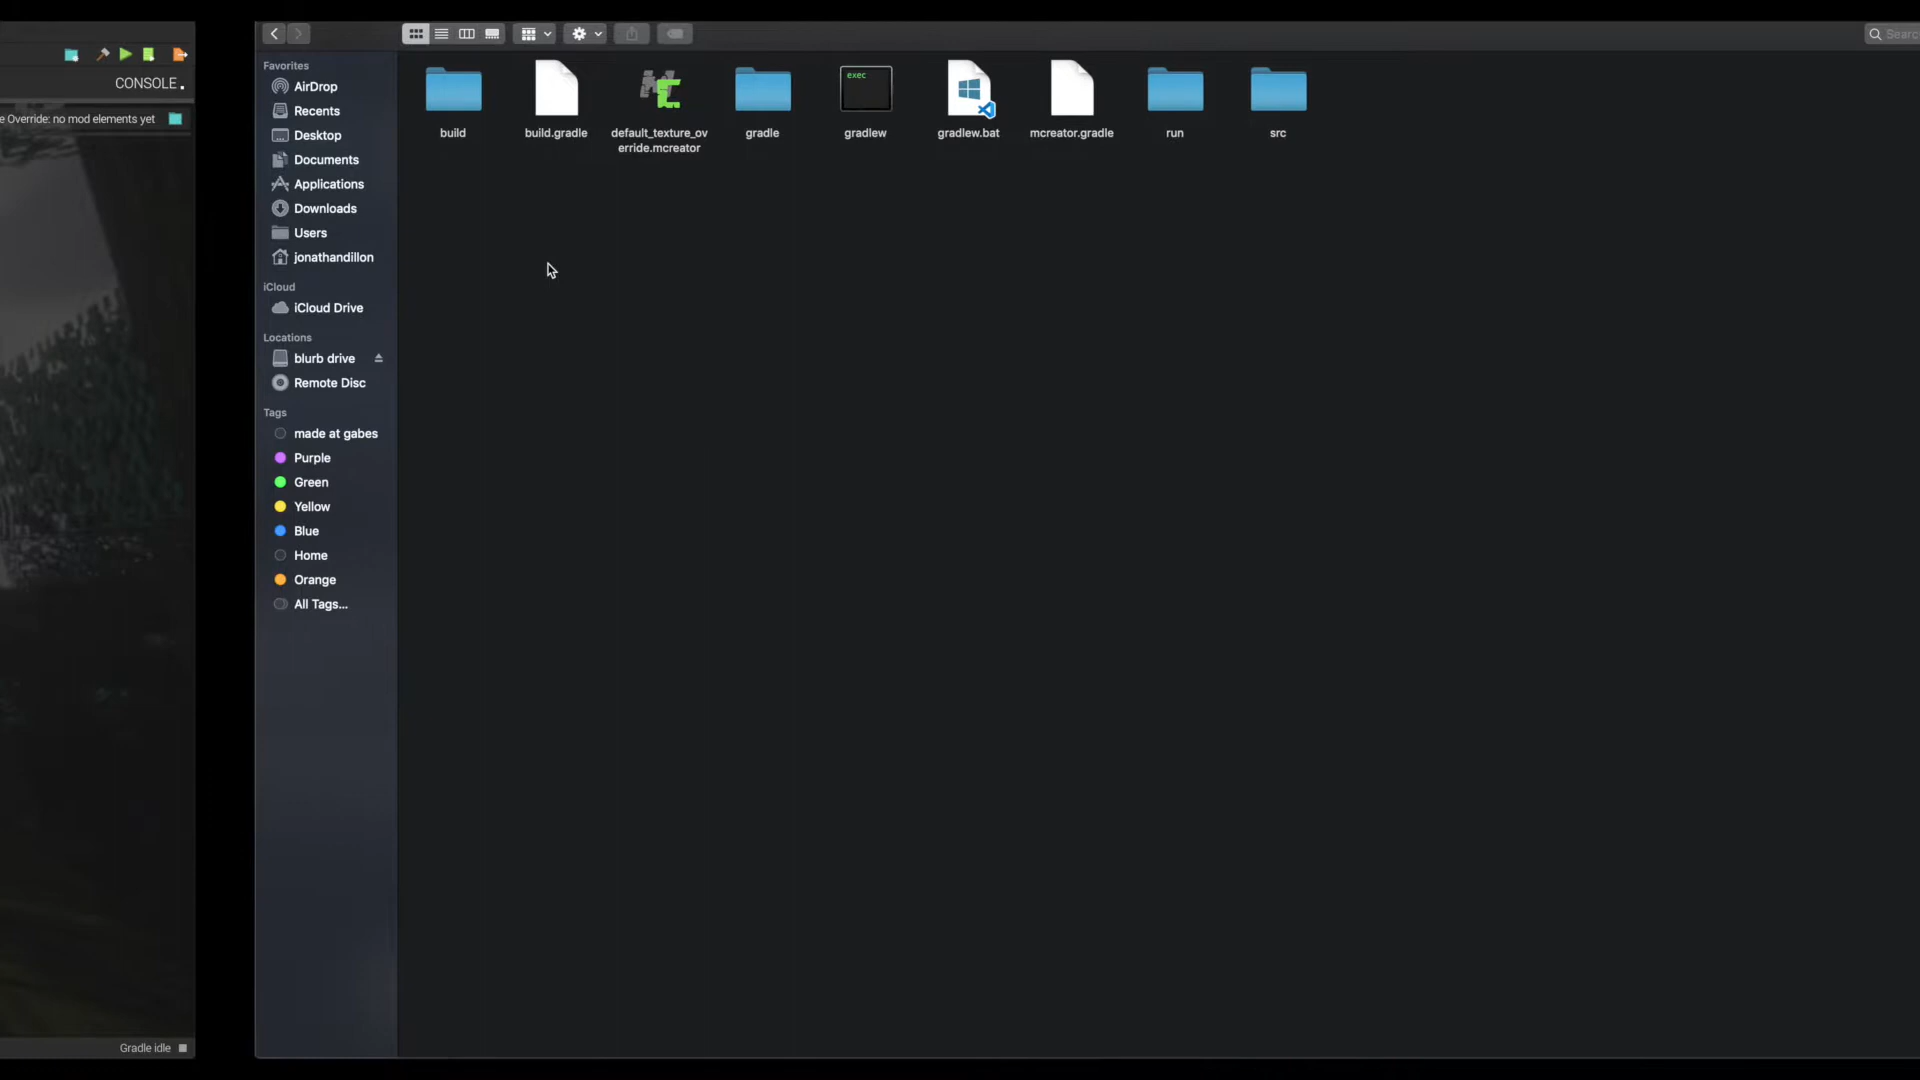 CONSOLE.
e Override: no mod elements yet
Gradle idle
Searc
Favorites
AirDrop
Recents
Desktop
Documents
Applications
Downloads
Users
jonathandillon
iCloud
iCloud Drive
Locations
blurb drive
Remote Disc
Tags
made at gabes
Purple
Green
Yellow
Blue
Home
Orange
All Tags...
build
build.gradle
default_texture_ov
erride.mcreator
gradle
exec
gradlew
gradlew.bat
mcreator.gradle
run
src